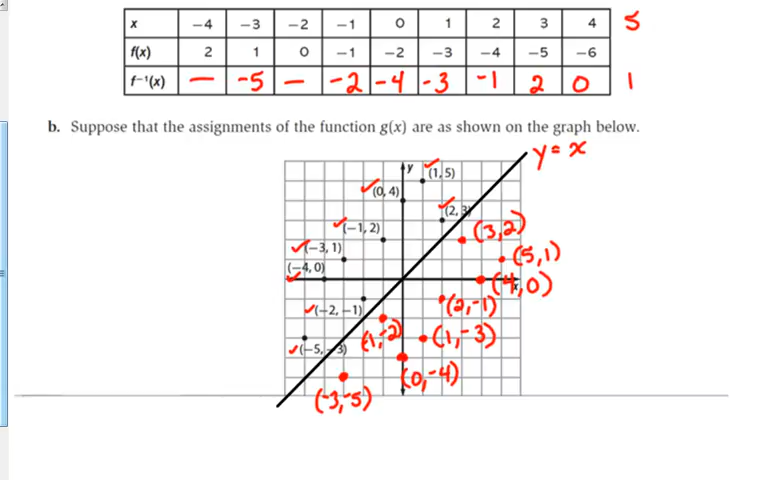 x −4 −3 −2 −1 0 1 2 3 4 5
f(x) 2 1 0 −1 −2 −3 −4 −5 −6
f⁻¹(x) — -5 — -2 -4 -3 -1 2 0 1
b. Suppose that the assignments of the function g(x) are as shown on the graph below.
y = x
y
(1, 5)
(0, 4)
(2, 3)
(−1, 2)
(3,2)
(−3, 1)
(5,1)
(−4, 0)
(4,0)
x
(−2, −1)
(2,-1)
(1,-2)
(1,-3)
(−5, −3)
(0,-4)
(-3,-5)